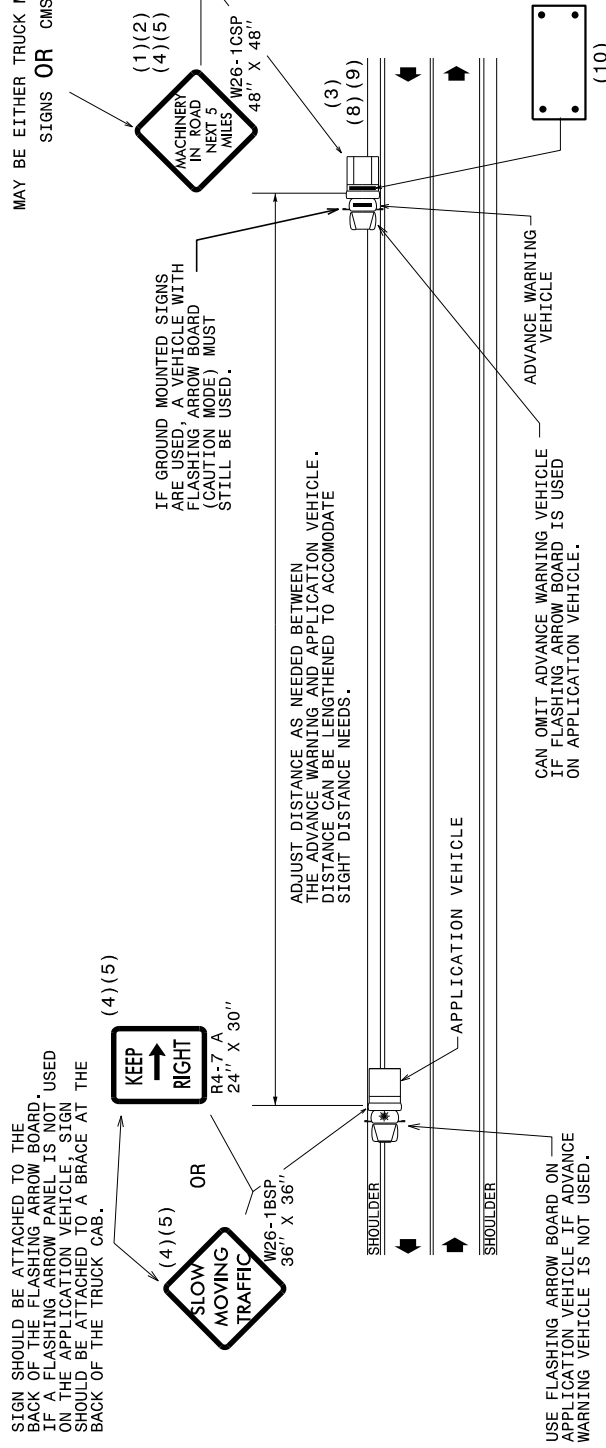 SIGN SHOULD BE ATTACHED TO THE
BACK OF THE FLASHING ARROW BOARD.
IF A FLASHING ARROW PANEL IS NOT USED
ON THE APPLICATION VEHICLE, SIGN
SHOULD BE ATTACHED TO A BRACE AT THE
BACK OF THE TRUCK CAB.
(4)(5)
SLOW
MOVING
TRAFFIC
W26-1BSP
36'' X 36''
OR
(4)(5)
KEEP
RIGHT
R4-7 A
24'' X 30''
MAY BE EITHER TRUCK
SIGNS OR CMS
(1)(2)
(4)(5)
MACHINERY
IN ROAD
NEXT 5
MILES
W26-1CSP
48'' X 48''
IF GROUND MOUNTED SIGNS
ARE USED, A VEHICLE WITH
FLASHING ARROW BOARD
(CAUTION MODE) MUST
STILL BE USED.
(3)
(8)(9)
ADJUST DISTANCE AS NEEDED BETWEEN
THE ADVANCE WARNING AND APPLICATION VEHICLE.
DISTANCE CAN BE LENGTHENED TO ACCOMODATE
SIGHT DISTANCE NEEDS.
SHOULDER
SHOULDER
APPLICATION VEHICLE
USE FLASHING ARROW BOARD ON
APPLICATION VEHICLE IF ADVANCE
WARNING VEHICLE IS NOT USED.
CAN OMIT ADVANCE WARNING VEHICLE
IF FLASHING ARROW BOARD IS USED
ON APPLICATION VEHICLE.
ADVANCE WARNING
VEHICLE
(10)